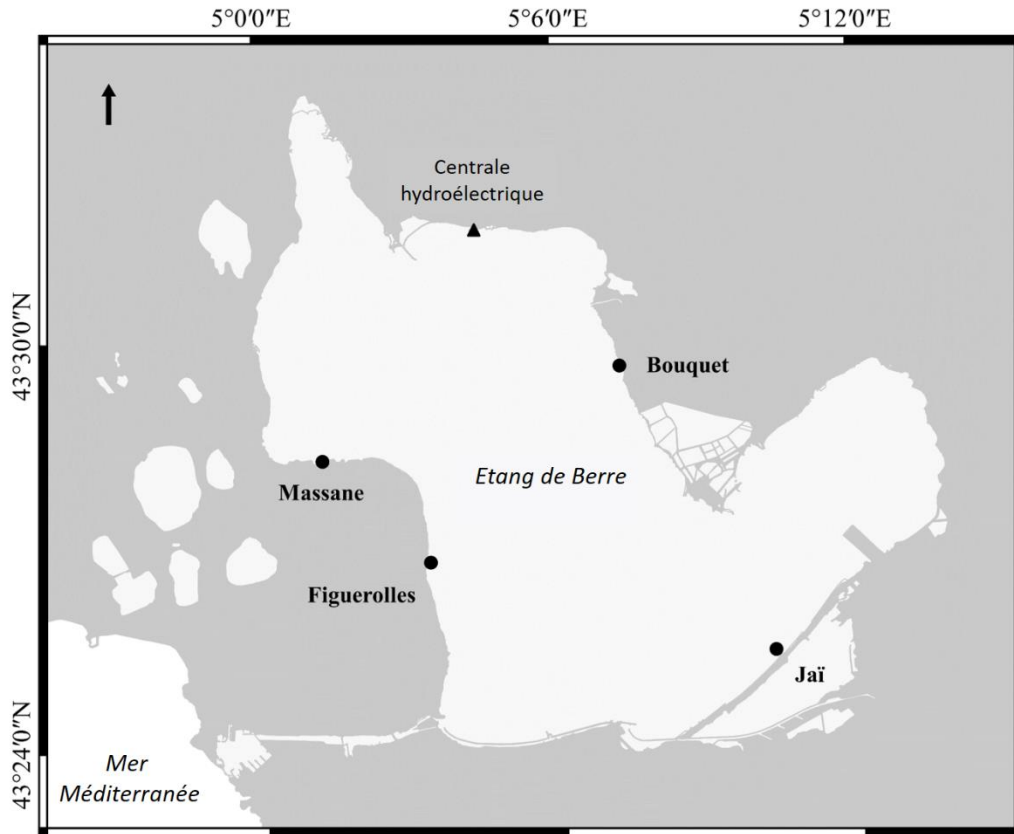 5°0′0″E
5°6′0″E
5°12′0″E
Centrale
hydroélectrique
43°30′0″N
Bouquet
Etang de Berre
Massane
Figuerolles
Jaï
43°24′0″N
Mer
Méditerranée